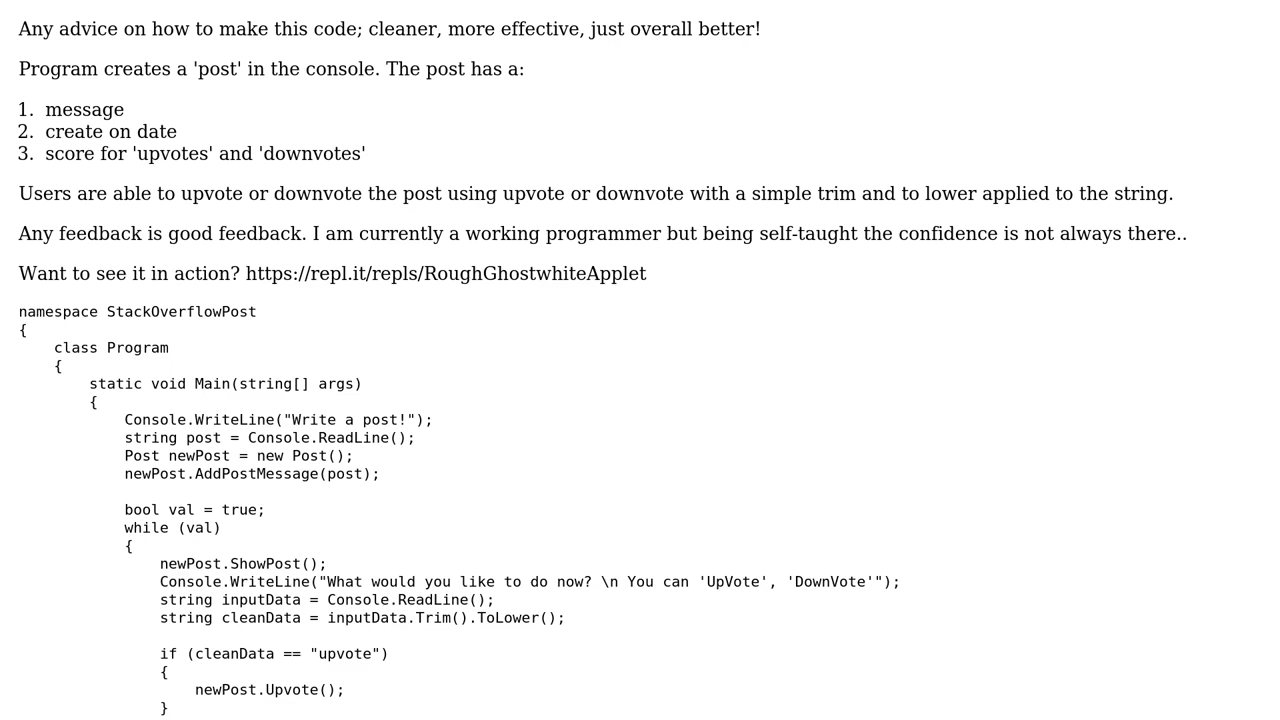 Any advice on how to make this code; cleaner, more effective, just overall better!
Program creates a 'post' in the console. The post has a:
1. message
2. create on date
3. score for 'upvotes' and 'downvotes'
Users are able to upvote or downvote the post using upvote or downvote with a simple trim and to lower applied to the string.
Any feedback is good feedback. I am currently a working programmer but being self-taught the confidence is not always there..
Want to see it in action? https://repl.it/repls/RoughGhostwhiteApplet
namespace StackOverflowPost
{
    class Program
    {
        static void Main(string[] args)
        {
            Console.WriteLine("Write a post!");
            string post = Console.ReadLine();
            Post newPost = new Post();
            newPost.AddPostMessage(post);

            bool val = true;
            while (val)
            {
                newPost.ShowPost();
                Console.WriteLine("What would you like to do now? \n You can 'UpVote', 'DownVote'");
                string inputData = Console.ReadLine();
                string cleanData = inputData.Trim().ToLower();

                if (cleanData == "upvote")
                {
                    newPost.Upvote();
                }